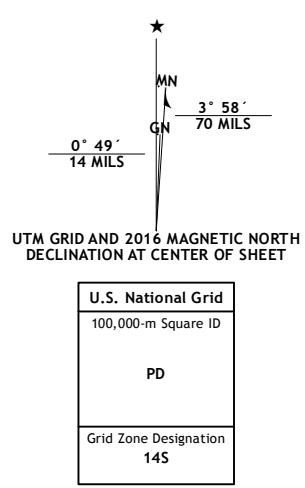 ★
MN
3° 58´
70 MILS
GN
0° 49´
14 MILS
UTM GRID AND 2016 MAGNETIC NORTH
DECLINATION AT CENTER OF SHEET
U.S. National Grid
100,000-m Square ID
PD
Grid Zone Designation
14S